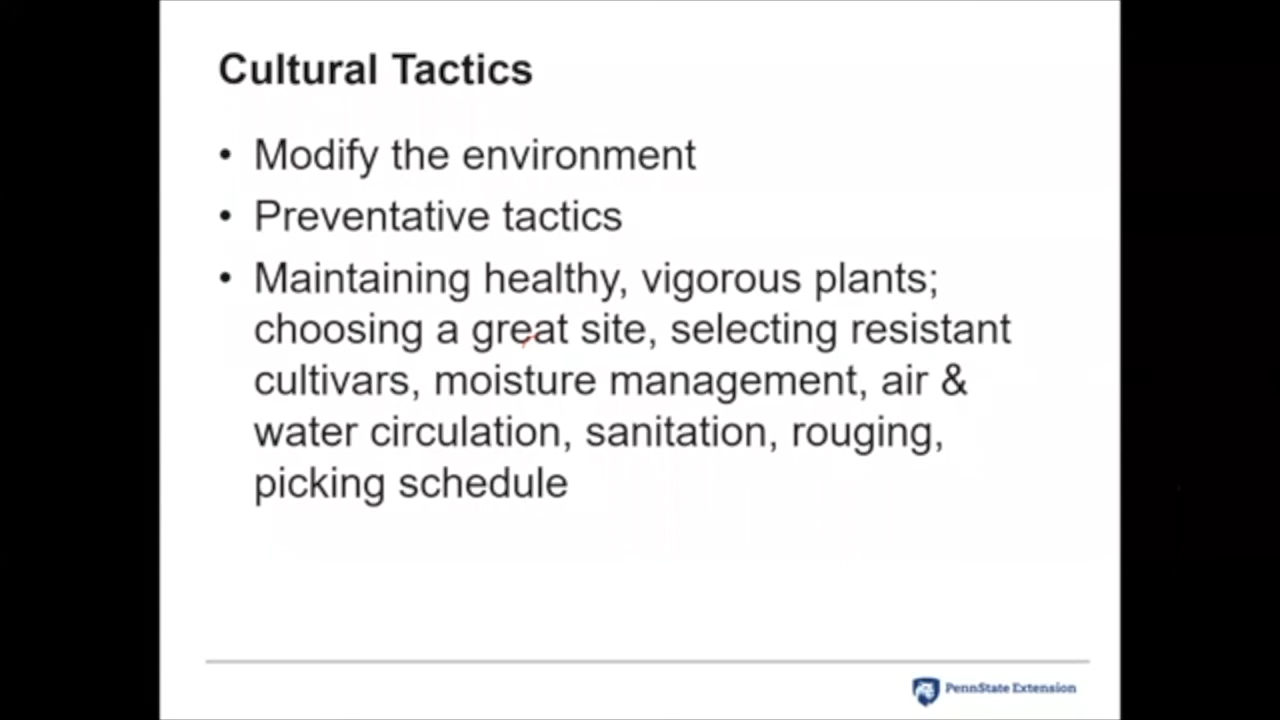 Cultural Tactics
• Modify the environment
• Preventative tactics
• Maintaining healthy, vigorous plants;
choosing a great site, selecting resistant
cultivars, moisture management, air &
water circulation, sanitation, rouging,
picking schedule
PennState Extension